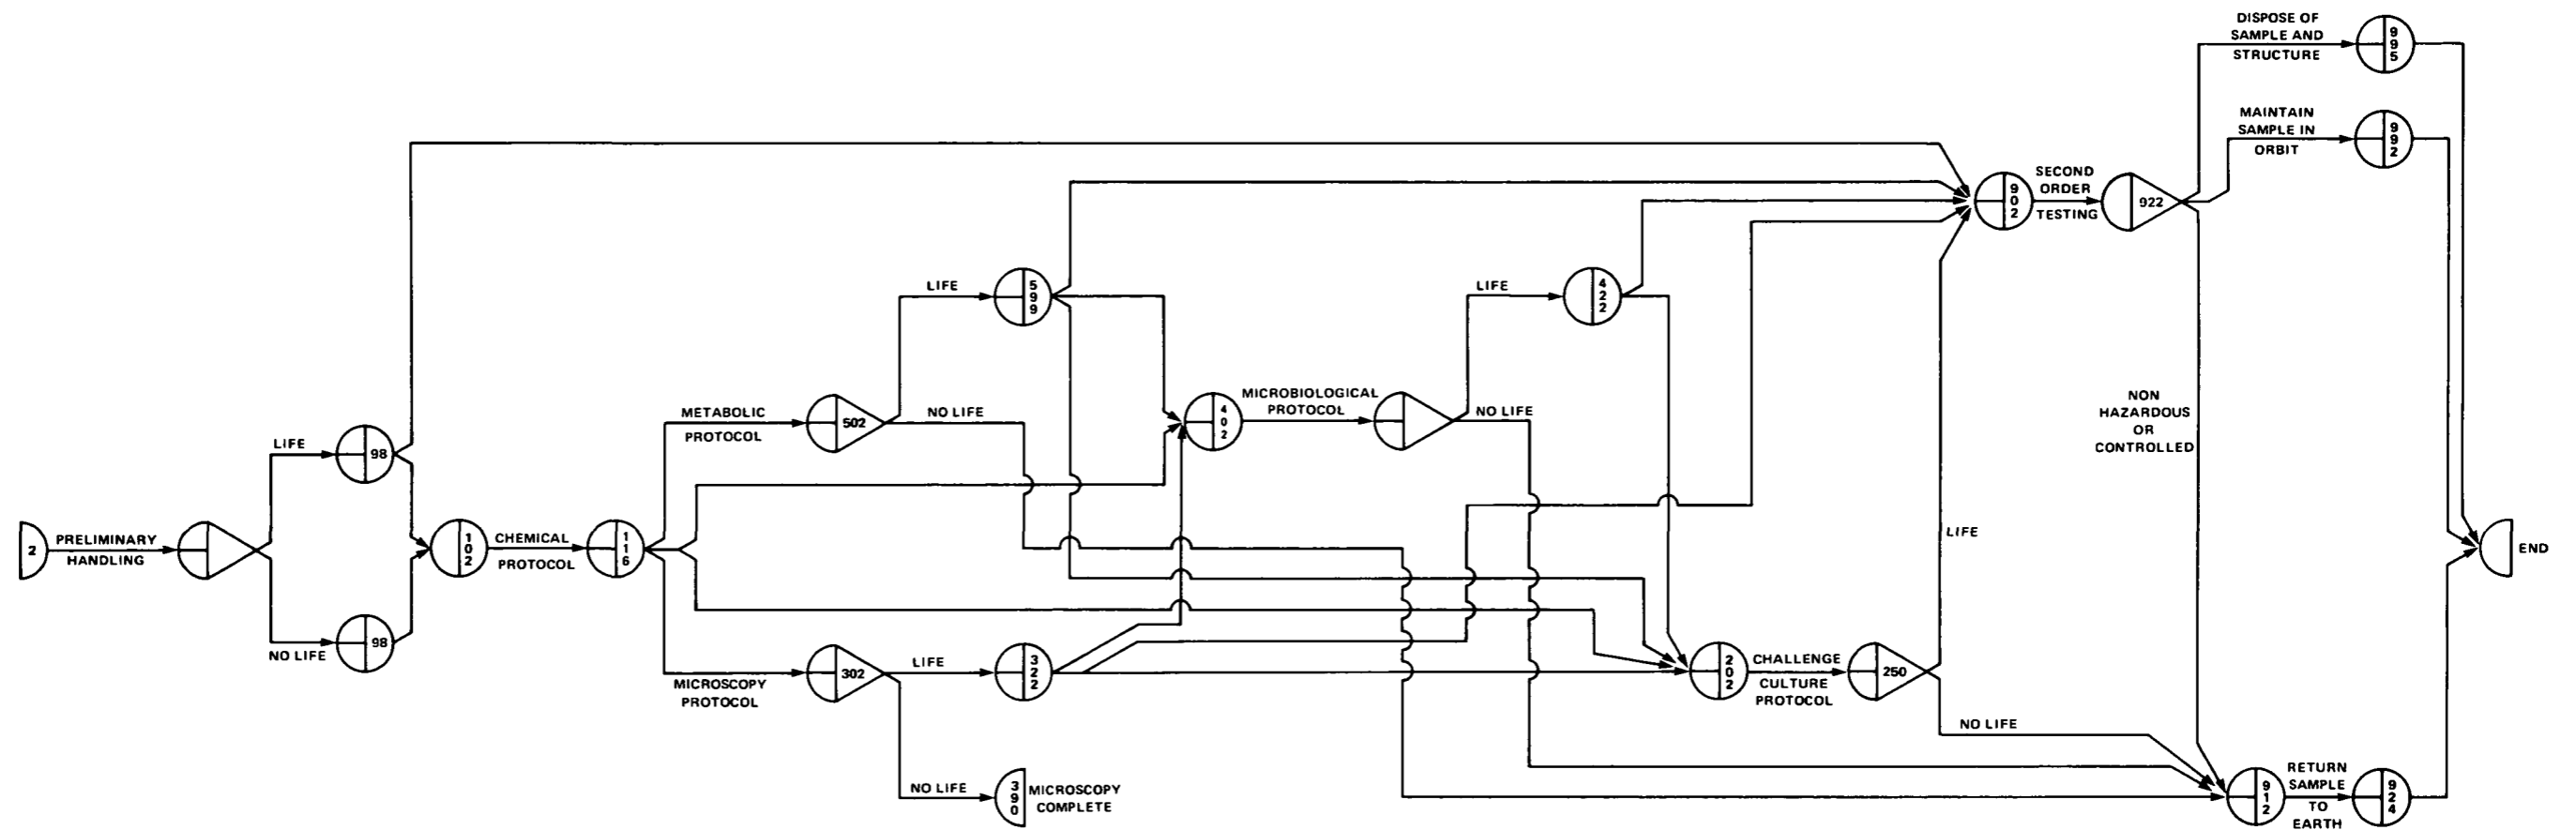 DISPOSE OF
SAMPLE AND
STRUCTURE
995
MAINTAIN
SAMPLE IN
ORBIT
992
SECOND
ORDER
TESTING
902
922
LIFE
599
LIFE
422
METABOLIC
PROTOCOL
502
NO LIFE
402
MICROBIOLOGICAL
PROTOCOL
NO LIFE
NON
HAZARDOUS
OR
CONTROLLED
LIFE
98
2
PRELIMINARY
HANDLING
102
CHEMICAL
PROTOCOL
116
LIFE
END
NO LIFE
98
MICROSCOPY
PROTOCOL
302
LIFE
322
202
CHALLENGE
CULTURE
PROTOCOL
250
NO LIFE
NO LIFE
390
MICROSCOPY
COMPLETE
912
RETURN
SAMPLE
TO
EARTH
924